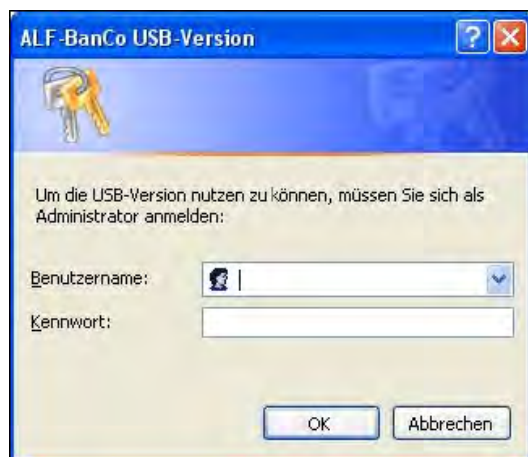 ALF-BanCo USB-Version
Um die USB-Version nutzen zu können, müssen Sie sich als
Administrator anmelden:
Benutzername:
Kennwort:
OK Abbrechen